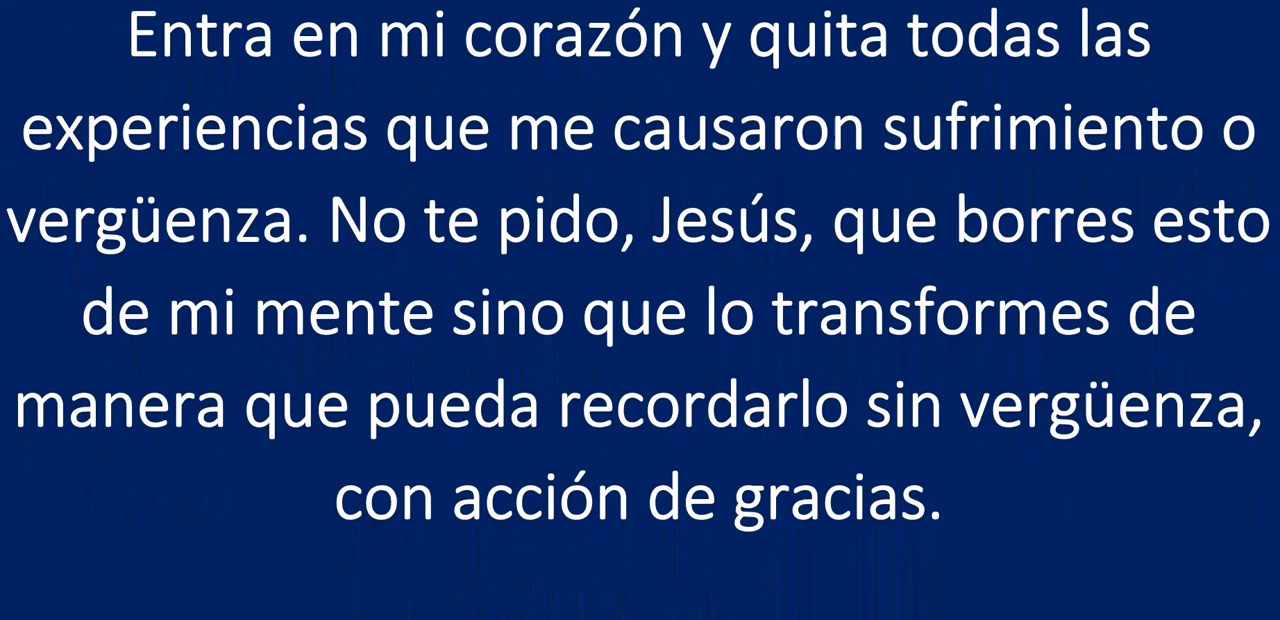 Entra en mi corazón y quita todas las
experiencias que me causaron sufrimiento o
vergüenza. No te pido, Jesús, que borres esto
de mi mente sino que lo transformes de
manera que pueda recordarlo sin vergüenza,
con acción de gracias.